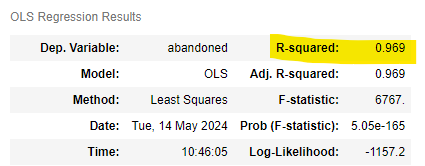 OLS Regression Results
Dep. Variable: abandoned R-squared: 0.969
Model: OLS Adj. R-squared: 0.969
Method: Least Squares F-statistic: 6767.
Date: Tue, 14 May 2024 Prob (F-statistic): 5.05e-165
Time: 10:46:05 Log-Likelihood: -1157.2